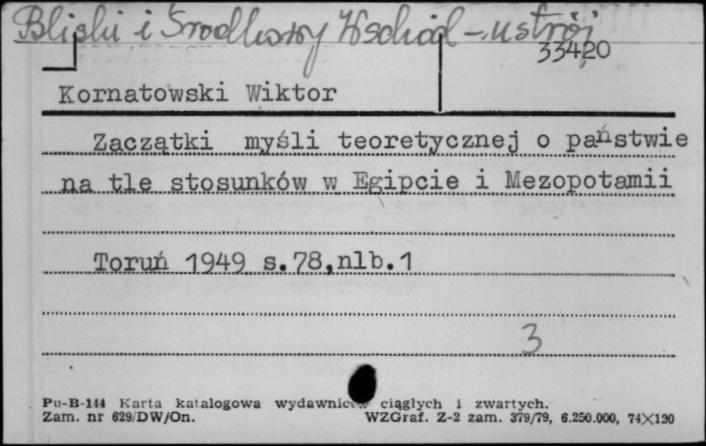 Bliski i Środkowy Wschód - ustrój
33420
Kornatowski Wiktor
Zaczątki myśli teoretycznej o państwie
na tle stosunków w Egipcie i Mezopotamii
Toruń 1949 s.78,nlb.1
3
Pu-B-144 Karta katalogowa wydawnictw ciągłych i zwartych.
Zam. nr 629/DW/On. WZGraf. Z-2 zam. 379/79, 6.250.000, 74X120